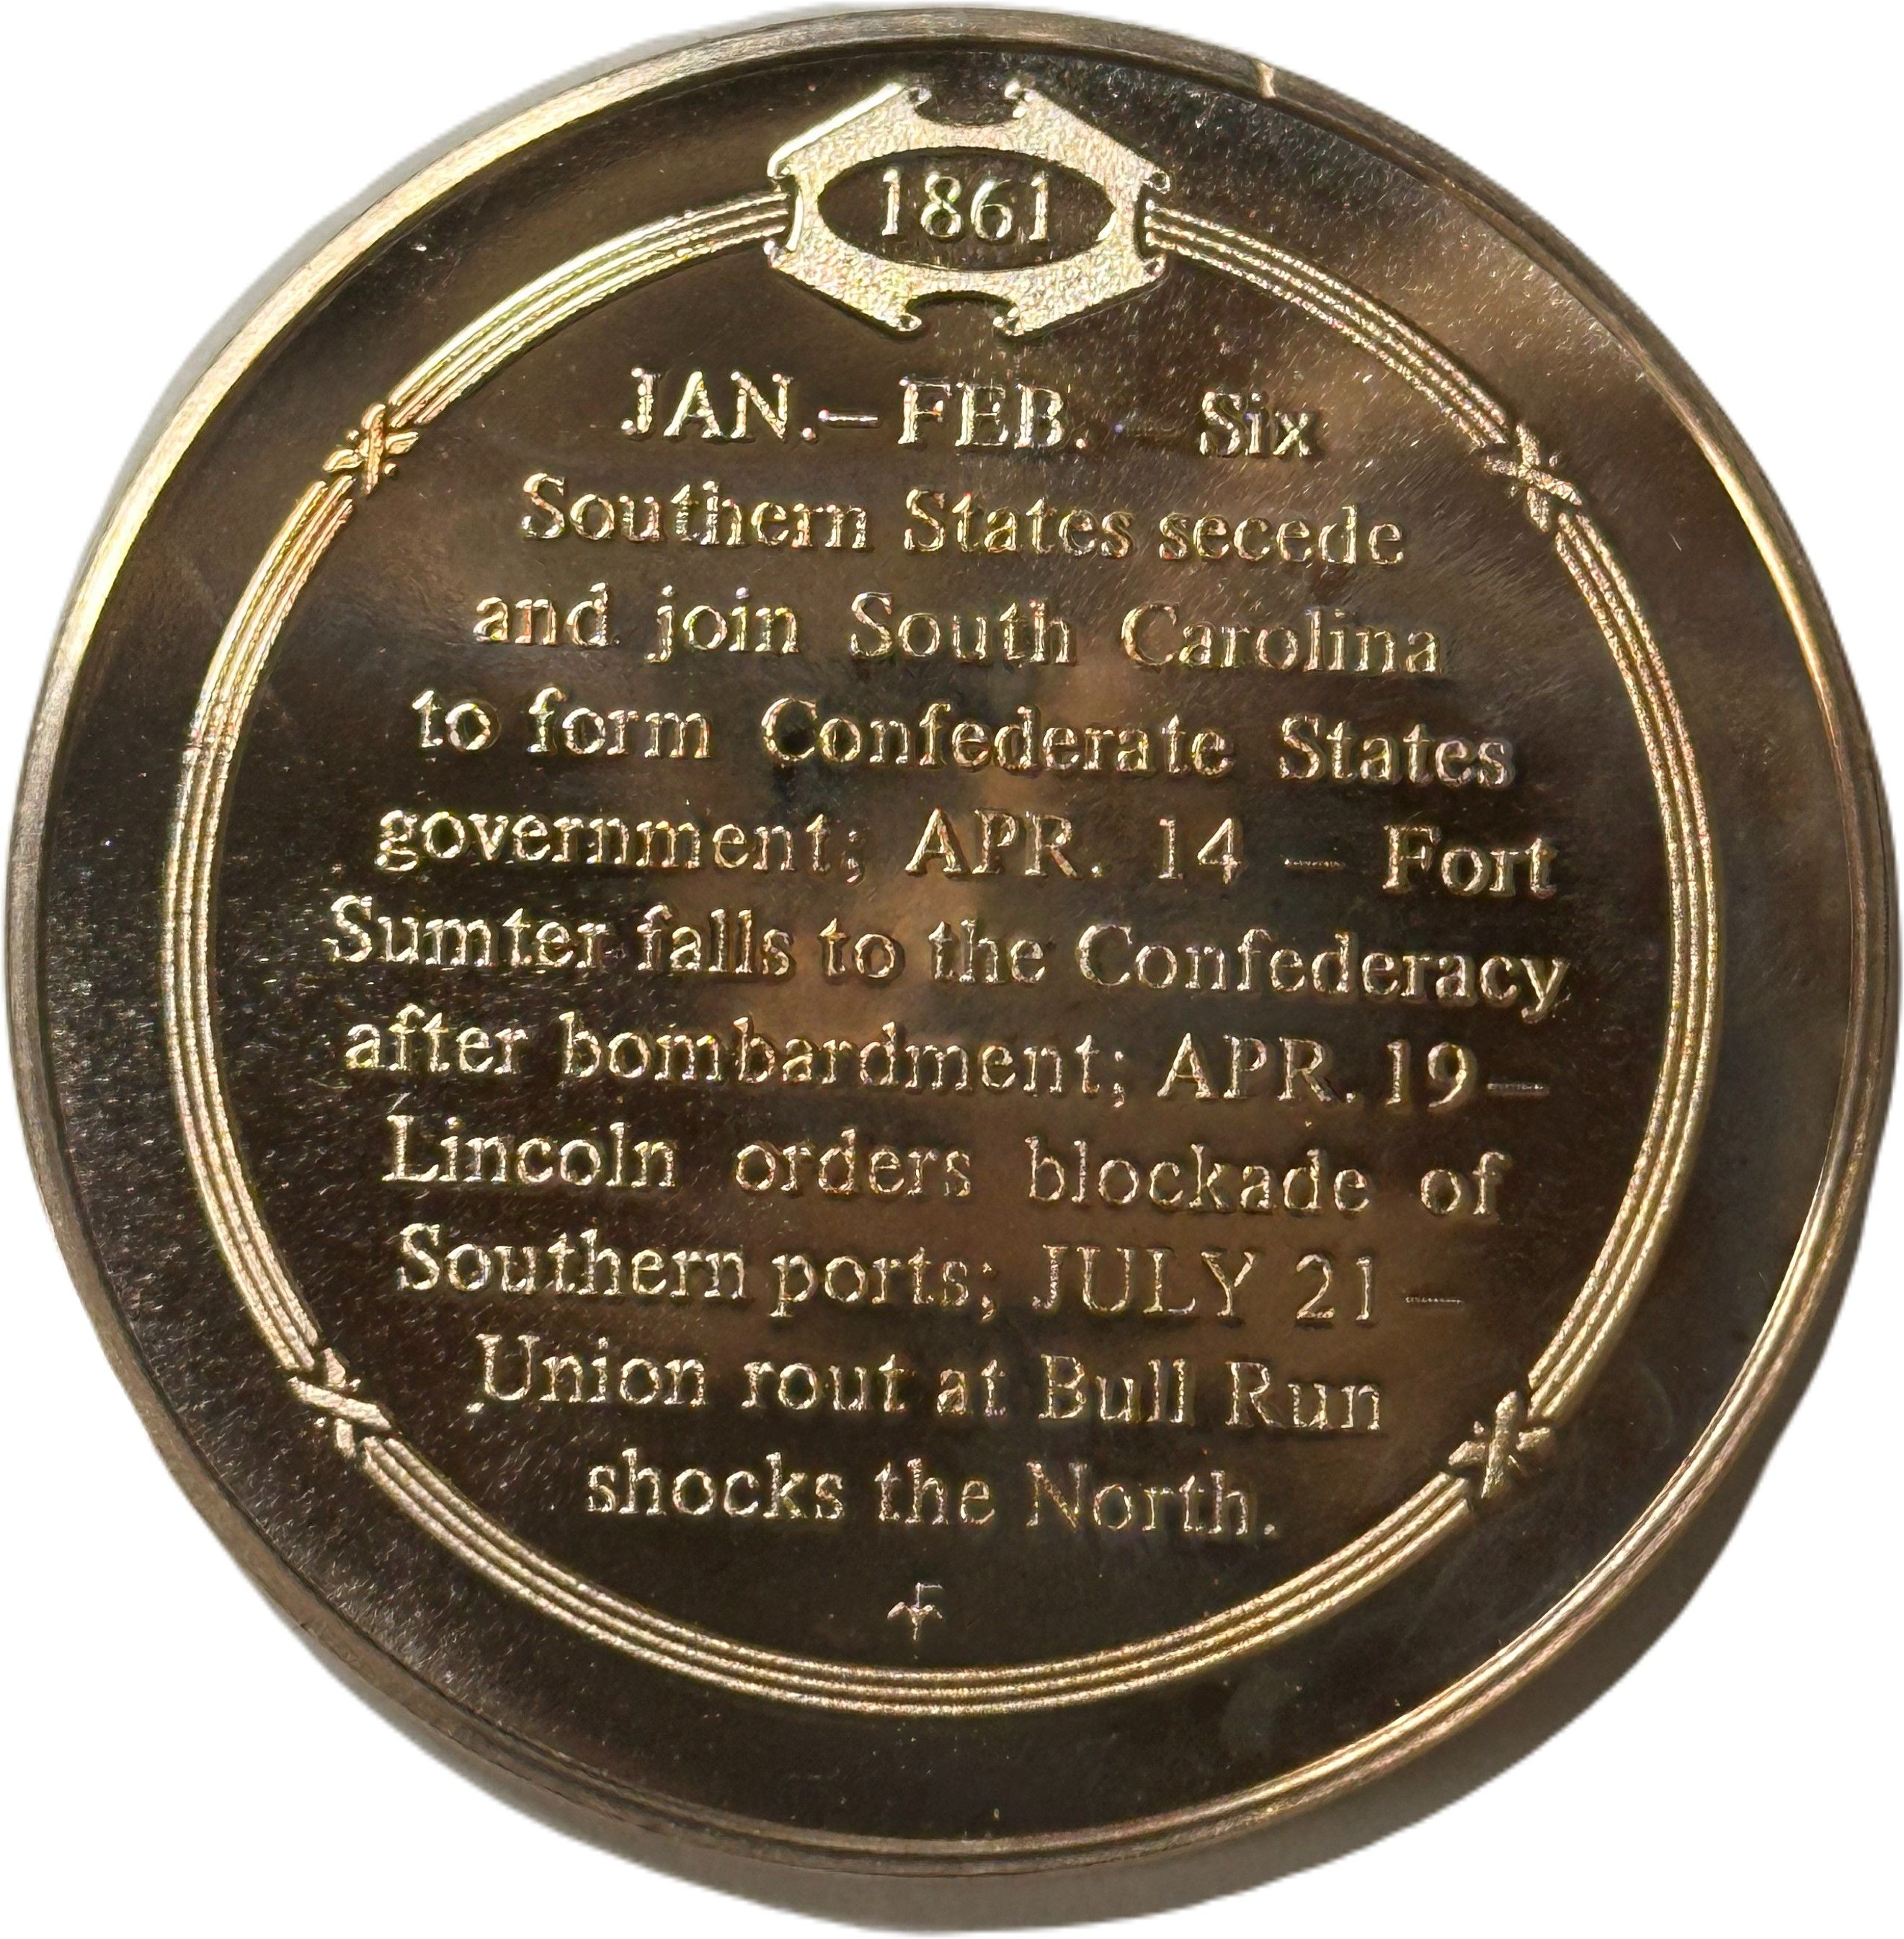 1861
JAN.– FEB. – Six
Southern States secede
and join South Carolina
to form Confederate States
government; APR. 14 – Fort
Sumter falls to the Confederacy
after bombardment; APR. 19 –
Lincoln orders blockade of
Southern ports; JULY 21 –
Union rout at Bull Run
shocks the North.